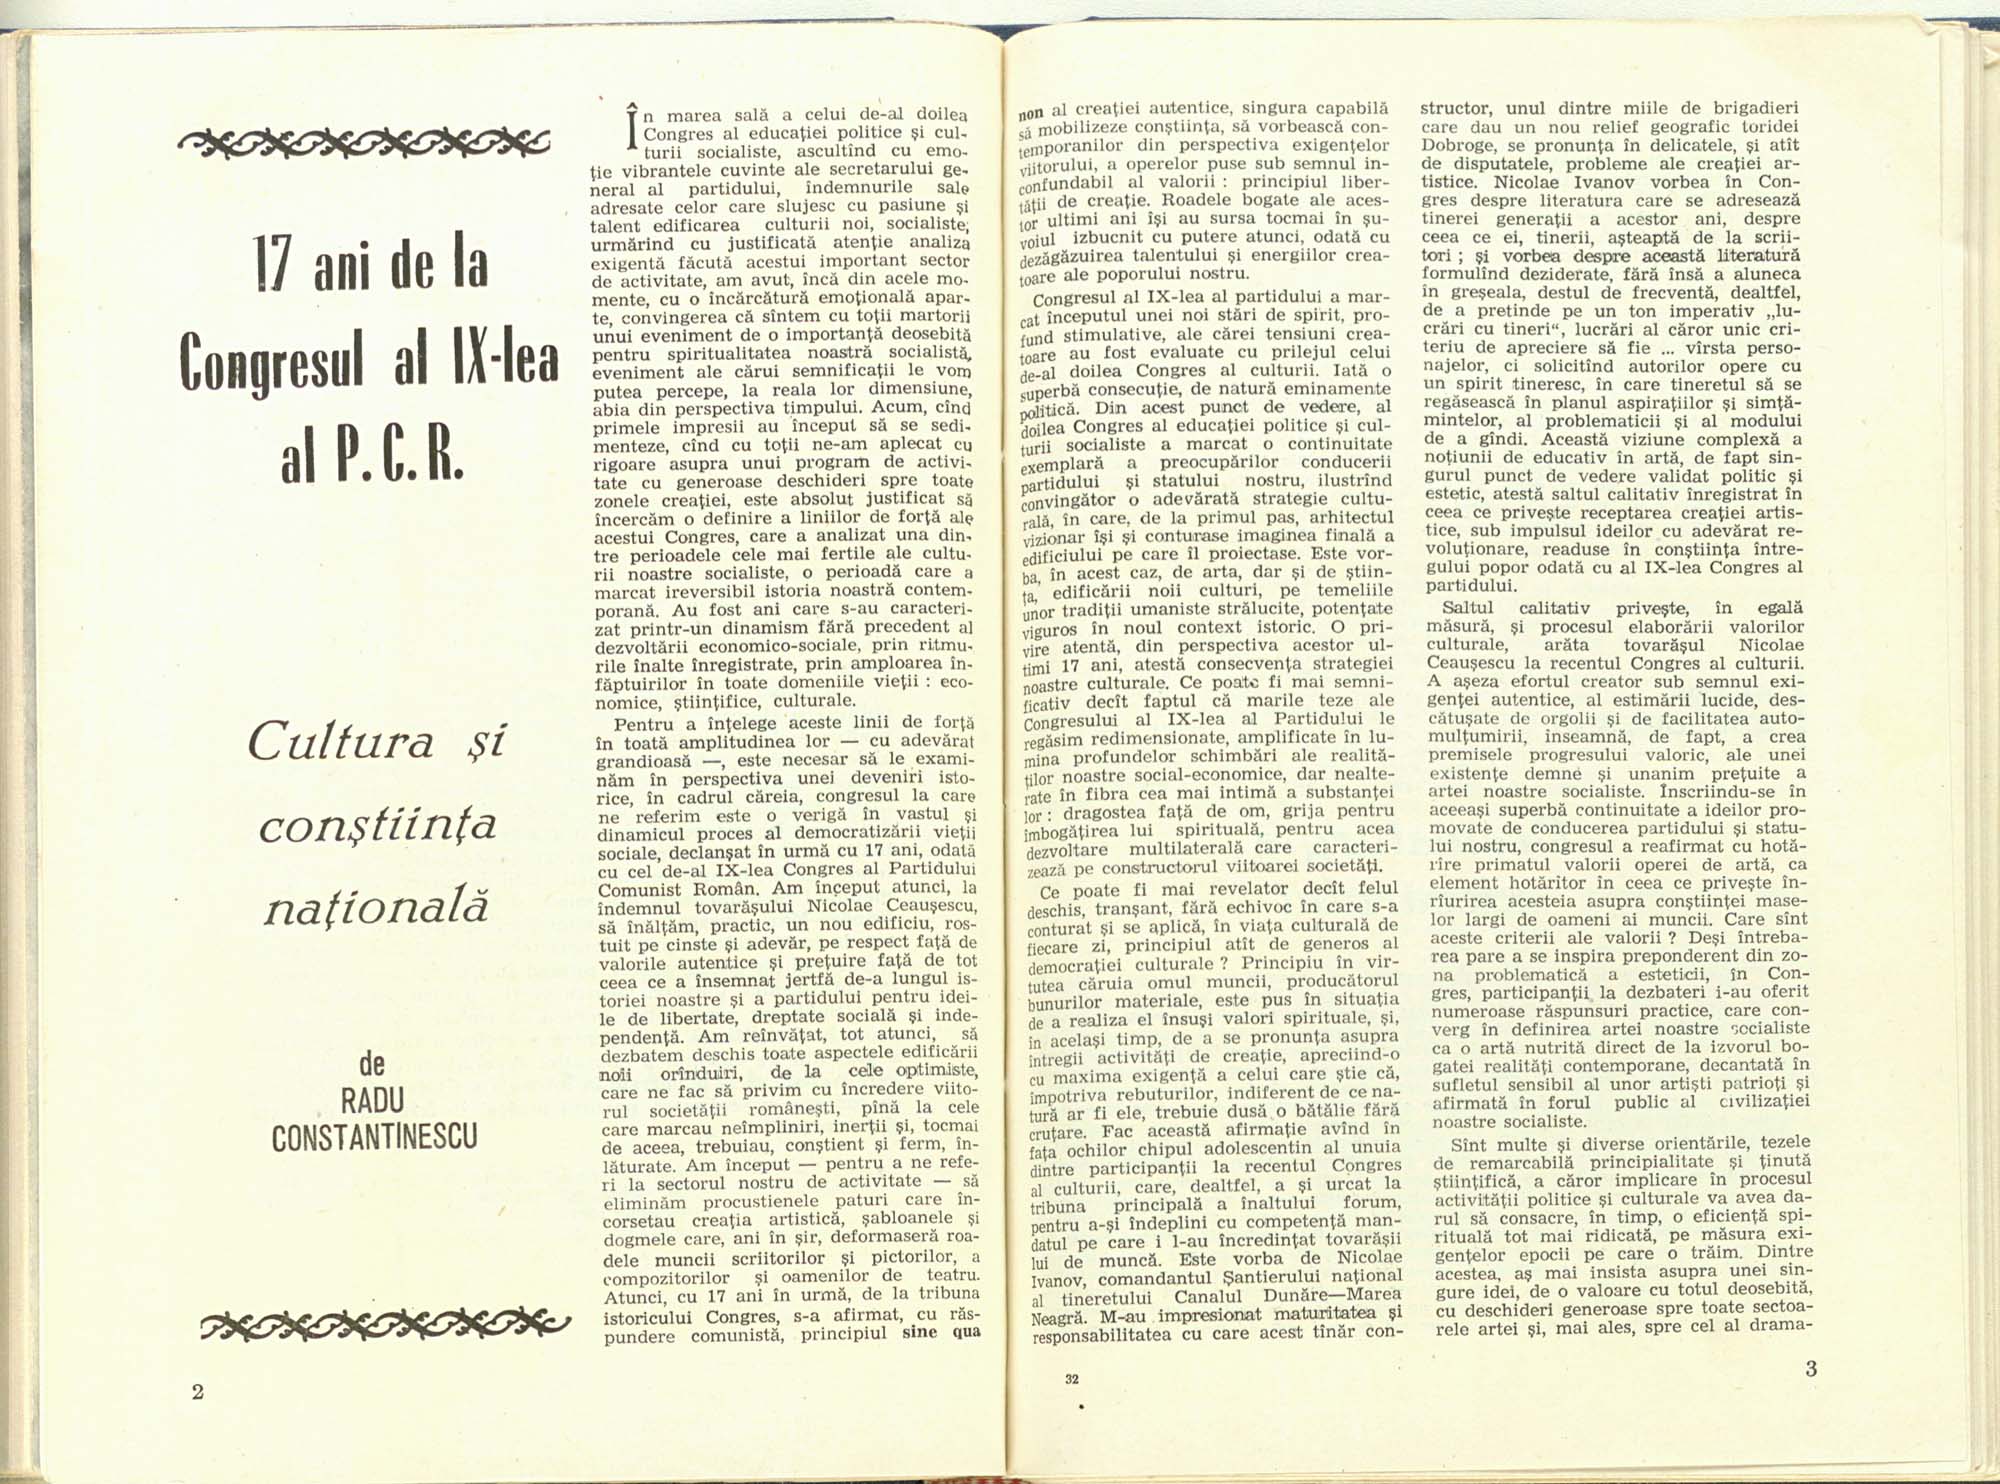 17 ani de la
Congresul al IX-lea
al P.C.R.
Cultura și
conștiința
națională
de
RADU
CONSTANTINESCU
În marea sală a celui de-al doilea
Congres al educației politice și cul-
turii socialiste, ascultînd cu emo-
ție vibrantele cuvinte ale secretarului ge-
neral al partidului, îndemnurile sale
adresate celor care slujesc cu pasiune și
talent edificarea culturii noi, socialiste,
urmărind cu justificată atenție analiza
exigentă făcută acestui important sector
de activitate, am avut, încă din acele mo-
mente, cu o încărcătură emoțională apar-
te, convingerea că sîntem cu toții martorii
unui eveniment de o importanță deosebită
pentru spiritualitatea noastră socialistă,
eveniment ale cărui semnificații le vom
putea percepe, la reala lor dimensiune,
abia din perspectiva timpului. Acum, cînd
primele impresii au început să se sedi-
menteze, cînd cu toții ne-am aplecat cu
rigoare asupra unui program de activi-
tate cu generoase deschideri spre toate
zonele creației, este absolut justificat să
încercăm o definire a liniilor de forță ale
acestui Congres, care a analizat una din-
tre perioadele cele mai fertile ale cultu-
rii noastre socialiste, o perioadă care a
marcat ireversibil istoria noastră contem-
porană. Au fost ani care s-au caracteri-
zat printr-un dinamism fără precedent al
dezvoltării economico-sociale, prin ritmu-
rile înalte înregistrate, prin amploarea în-
făptuirilor în toate domeniile vieții : eco-
nomice, științifice, culturale.
Pentru a înțelege aceste linii de forță
în toată amplitudinea lor — cu adevărat
grandioasă —, este necesar să le exami-
năm în perspectiva unei deveniri isto-
rice, în cadrul căreia, congresul la care
ne referim este o verigă în vastul și
dinamicul proces al democratizării vieții
sociale, declanșat în urmă cu 17 ani, odată
cu cel de-al IX-lea Congres al Partidului
Comunist Român. Am început atunci, la
îndemnul tovarășului Nicolae Ceaușescu,
să înălțăm, practic, un nou edificiu, ros-
tuit pe cinste și adevăr, pe respect față de
valorile autentice și prețuire față de tot
ceea ce a însemnat jertfă de-a lungul is-
toriei noastre și a partidului pentru idei-
le de libertate, dreptate socială și inde-
pendență. Am reînvățat, tot atunci, să
dezbatem deschis toate aspectele edificării
noii orînduiri, de la cele optimiste,
care ne fac să privim cu încredere viito-
rul societății românești, pînă la cele
care marcau neîmpliniri, inerții și, tocmai
de aceea, trebuiau, conștient și ferm, în-
lăturate. Am început — pentru a ne refe-
ri la sectorul nostru de activitate — să
eliminăm procustienele paturi care în-
corsetau creația artistică, șabloanele și
dogmele care, ani în șir, deformaseră roa-
dele muncii scriitorilor și pictorilor, a
compozitorilor și oamenilor de teatru.
Atunci, cu 17 ani în urmă, de la tribuna
istoricului Congres, s-a afirmat, cu răs-
pundere comunistă, principiul sine qua
2
non al creației autentice, singura capabilă
să mobilizeze conștiința, să vorbească con-
temporanilor din perspectiva exigențelor
viitorului, a operelor puse sub semnul in-
confundabil al valorii : principiul liber-
tății de creație. Roadele bogate ale aces-
tor ultimi ani își au sursa tocmai în șu-
voiul izbucnit cu putere atunci, odată cu
dezăgăzuirea talentului și energiilor crea-
toare ale poporului nostru.
Congresul al IX-lea al partidului a mar-
cat începutul unei noi stări de spirit, pro-
fund stimulative, ale cărei tensiuni crea-
toare au fost evaluate cu prilejul celui
de-al doilea Congres al culturii. Iată o
superbă consecuție, de natură eminamente
politică. Din acest punct de vedere, al
doilea Congres al educației politice și cul-
turii socialiste a marcat o continuitate
exemplară a preocupărilor conducerii
partidului și statului nostru, ilustrînd
convingător o adevărată strategie cultu-
rală, în care, de la primul pas, arhitectul
vizionar își și conturase imaginea finală a
edificiului pe care îl proiectase. Este vor-
ba, în acest caz, de arta, dar și de știin-
ța, edificării noii culturi, pe temeliile
unor tradiții umaniste strălucite, potențate
viguros în noul context istoric. O pri-
vire atentă, din perspectiva acestor ul-
timi 17 ani, atestă consecvența strategiei
noastre culturale. Ce poate fi mai semni-
ficativ decît faptul că marile teze ale
Congresului al IX-lea al Partidului le
regăsim redimensionate, amplificate în lu-
mina profundelor schimbări ale realită-
ților noastre social-economice, dar nealte-
rate în fibra cea mai intimă a substanței
lor : dragostea față de om, grija pentru
îmbogățirea lui spirituală, pentru acea
dezvoltare multilaterală care caracteri-
zează pe constructorul viitoarei societăți.
Ce poate fi mai revelator decît felul
deschis, tranșant, fără echivoc în care s-a
conturat și se aplică, în viața culturală de
fiecare zi, principiul atît de generos al
democrației culturale ? Principiu în vir-
tutea căruia omul muncii, producătorul
bunurilor materiale, este pus în situația
de a realiza el însuși valori spirituale, și,
în același timp, de a se pronunța asupra
întregii activități de creație, apreciind-o
cu maxima exigență a celui care știe că,
împotriva rebuturilor, indiferent de ce na-
tură ar fi ele, trebuie dusă o bătălie fără
cruțare. Fac această afirmație avînd în
fața ochilor chipul adolescentin al unuia
dintre participanții la recentul Congres
al culturii, care, dealtfel, a și urcat la
tribuna principală a înaltului forum,
pentru a-și îndeplini cu competență man-
datul pe care i l-au încredințat tovarășii
lui de muncă. Este vorba de Nicolae
Ivanov, comandantul Șantierului național
al tineretului Canalul Dunăre—Marea
Neagră. M-au impresionat maturitatea și
responsabilitatea cu care acest tînăr con-
32
structor, unul dintre miile de brigadieri
care dau un nou relief geografic toridei
Dobroge, se pronunța în delicatele, și atît
de disputatele, probleme ale creației ar-
tistice. Nicolae Ivanov vorbea în Con-
gres despre literatura care se adresează
tinerei generații a acestor ani, despre
ceea ce ei, tinerii, așteaptă de la scrii-
tori ; și vorbea despre această literatură
formulînd deziderate, fără însă a aluneca
în greșeala, destul de frecventă, dealtfel,
de a pretinde pe un ton imperativ „lu-
crări cu tineri“, lucrări al căror unic cri-
teriu de apreciere să fie ... vîrsta perso-
najelor, ci solicitînd autorilor opere cu
un spirit tineresc, în care tineretul să se
regăsească în planul aspirațiilor și simță-
mintelor, al problematicii și al modului
de a gîndi. Această viziune complexă a
noțiunii de educativ în artă, de fapt sin-
gurul punct de vedere validat politic și
estetic, atestă saltul calitativ înregistrat în
ceea ce privește receptarea creației artis-
tice, sub impulsul ideilor cu adevărat re-
voluționare, readuse în conștiința între-
gului popor odată cu al IX-lea Congres al
partidului.
Saltul calitativ privește, în egală
măsură, și procesul elaborării valorilor
culturale, arăta tovarășul Nicolae
Ceaușescu la recentul Congres al culturii.
A așeza efortul creator sub semnul exi-
genței autentice, al estimării lucide, des-
cătușate de orgolii și de facilitatea auto-
mulțumirii, înseamnă, de fapt, a crea
premisele progresului valoric, ale unei
existențe demne și unanim prețuite a
artei noastre socialiste. Înscriindu-se în
aceeași superbă continuitate a ideilor pro-
movate de conducerea partidului și statu-
lui nostru, congresul a reafirmat cu hotă-
rîre primatul valorii operei de artă, ca
element hotăritor în ceea ce privește în-
rîurirea acesteia asupra conștiinței mase-
lor largi de oameni ai muncii. Care sînt
aceste criterii ale valorii ? Deși întreba-
rea pare a se inspira preponderent din zo-
na problematică a esteticii, în Con-
gres, participanții la dezbateri i-au oferit
numeroase răspunsuri practice, care con-
verg în definirea artei noastre socialiste
ca o artă nutrită direct de la izvorul bo-
gatei realități contemporane, decantată în
sufletul sensibil al unor artiști patrioți și
afirmată în forul public al civilizației
noastre socialiste.
Sînt multe și diverse orientările, tezele
de remarcabilă principialitate și ținută
științifică, a căror implicare în procesul
activității politice și culturale va avea da-
rul să consacre, în timp, o eficiență spi-
rituală tot mai ridicată, pe măsura exi-
gențelor epocii pe care o trăim. Dintre
acestea, aș mai insista asupra unei sin-
gure idei, de o valoare cu totul deosebită,
cu deschideri generoase spre toate sectoa-
rele artei și, mai ales, spre cel al drama-
3